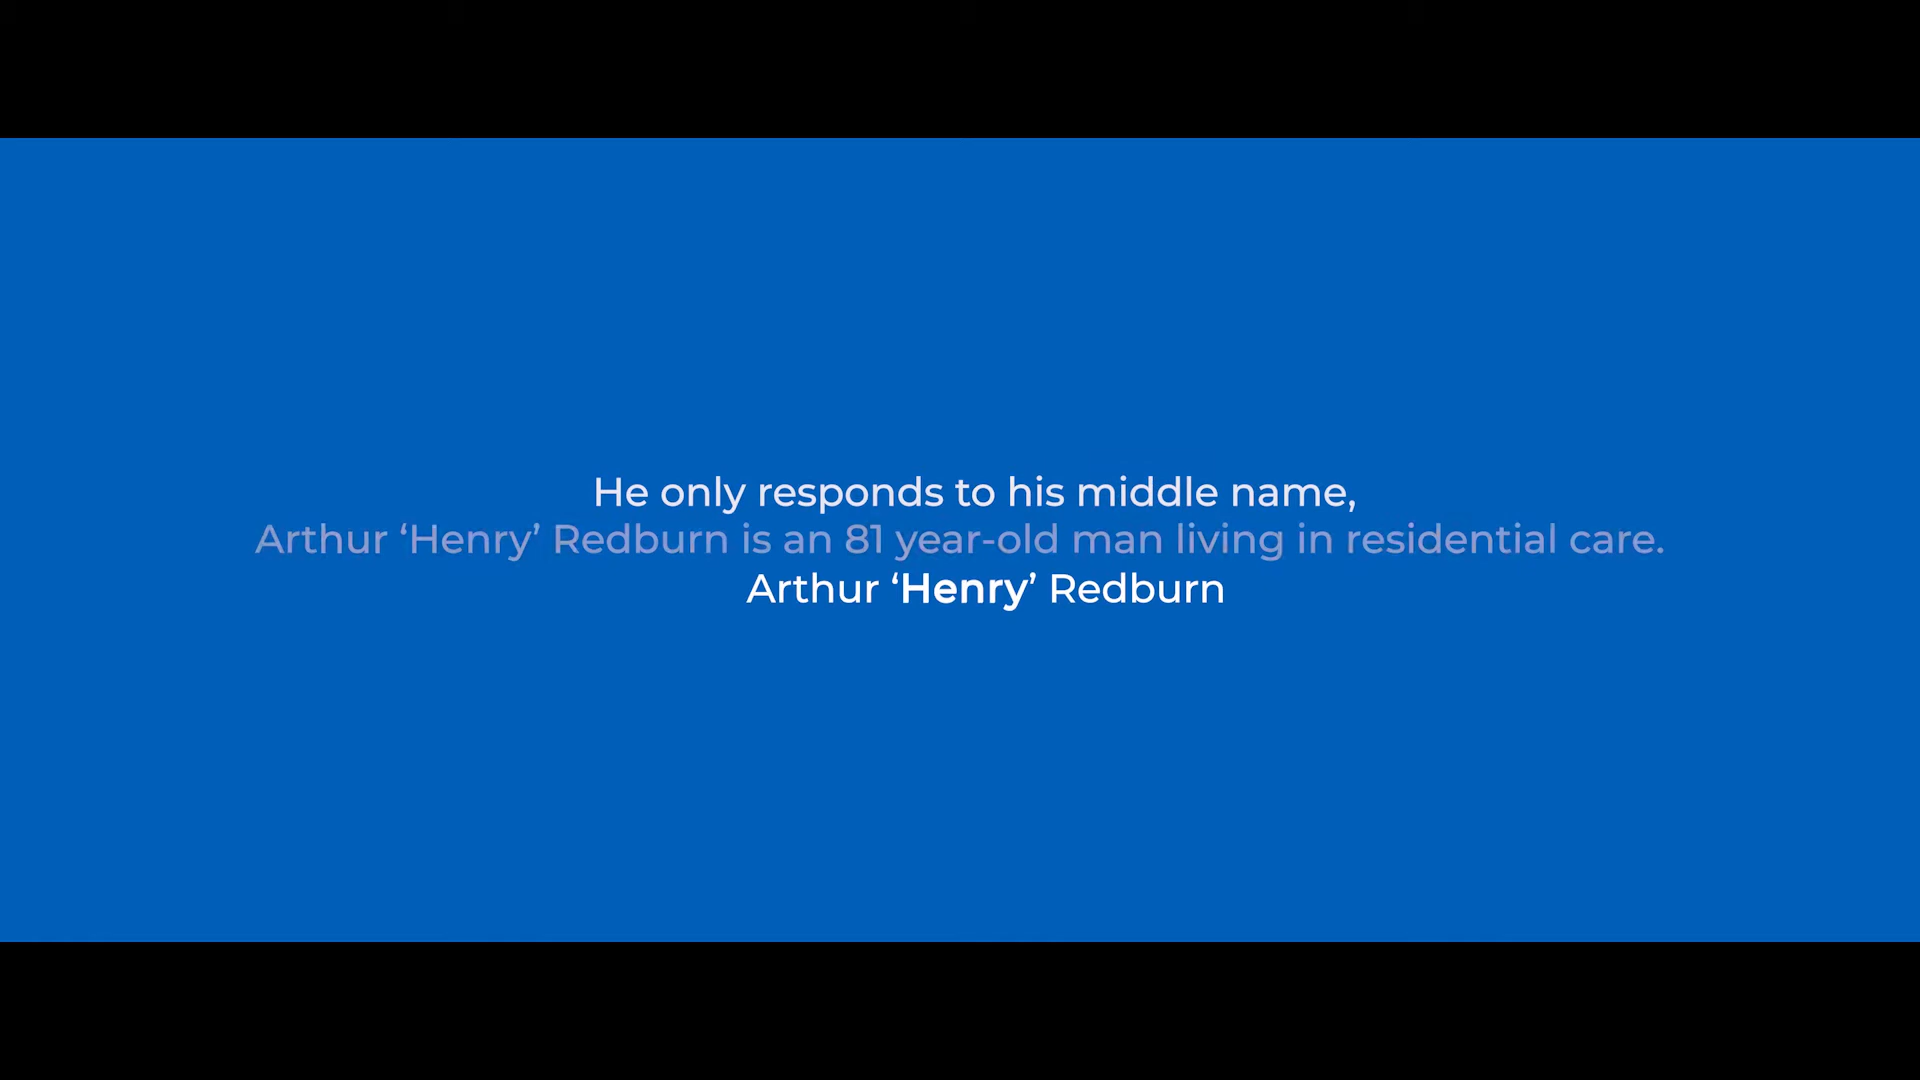 He only responds to his middle name,
Arthur ‘Henry’ Redburn is an 81 year-old man living in residential care.
Arthur ‘Henry’ Redburn